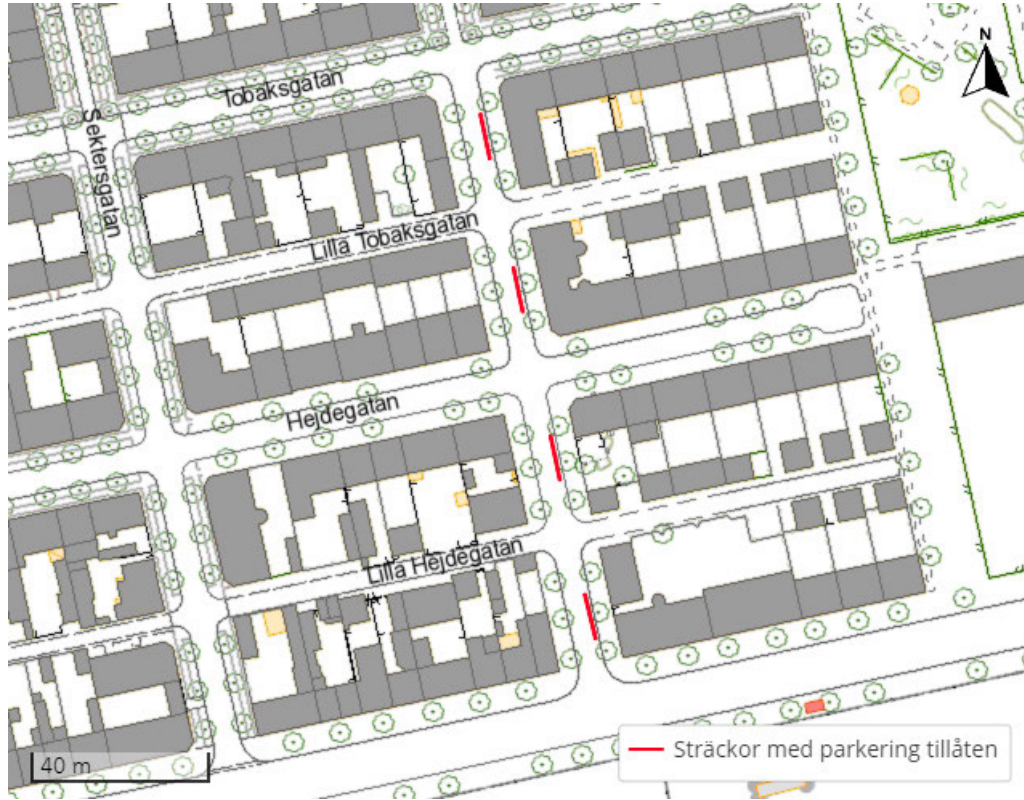 N
Tobaksgatan
Sektersgatan
Lilla Tobaksgatan
Hejdegatan
Lilla Hejdegatan
Sträckor med parkering tillåten
40 m